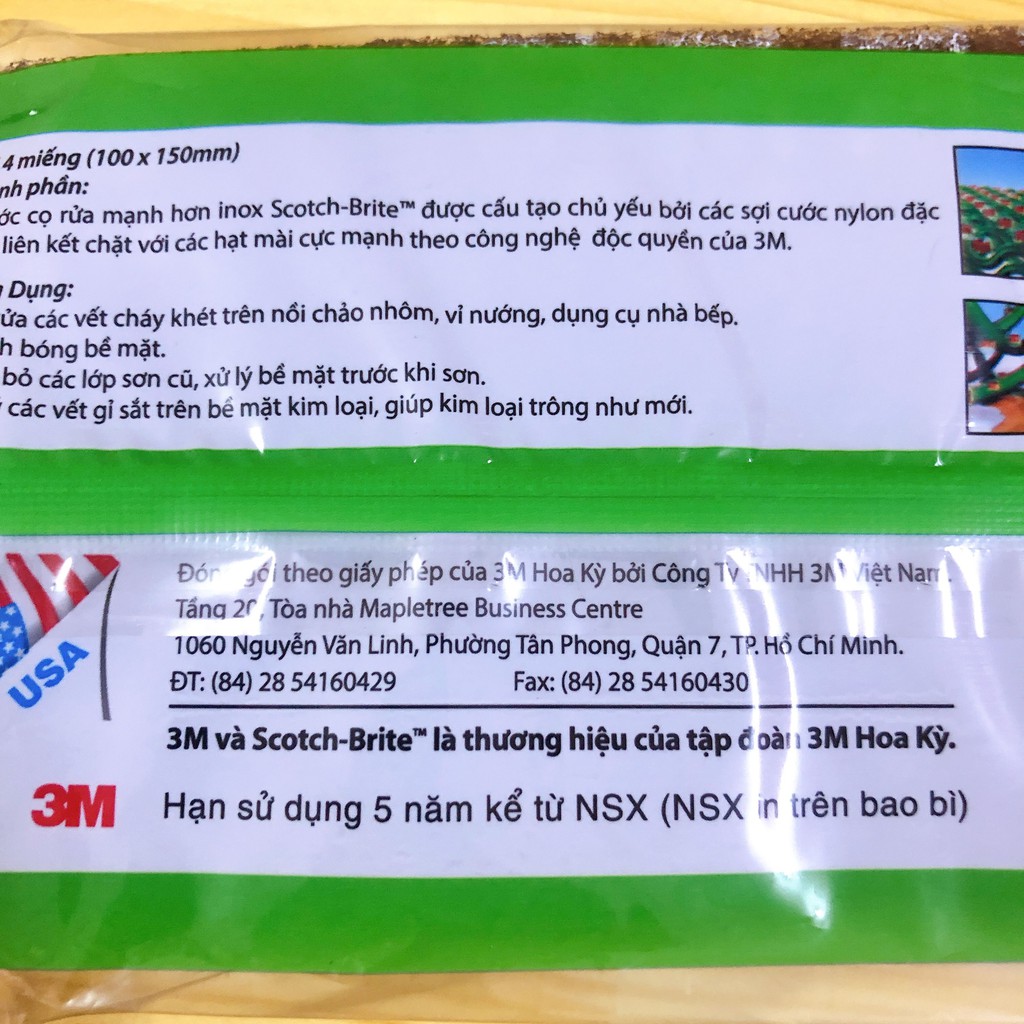 4 miếng (100 x 150mm)
nh phần:
ớc cọ rửa mạnh hơn inox Scotch-Brite™ được cấu tạo chủ yếu bởi các sợi cước nylon đặc
liên kết chặt với các hạt mài cực mạnh theo công nghệ độc quyền của 3M.
Dụng:
ửa các vết cháy khét trên nồi chảo nhôm, vỉ nướng, dụng cụ nhà bếp.
h bóng bề mặt.
bỏ các lớp sơn cũ, xử lý bề mặt trước khi sơn.
các vết gỉ sắt trên bề mặt kim loại, giúp kim loại trông như mới.
USA
Đóng gói theo giấy phép của 3M Hoa Kỳ bởi Công Ty TNHH 3M Việt Nam.
Tầng 20, Tòa nhà Mapletree Business Centre
1060 Nguyễn Văn Linh, Phường Tân Phong, Quận 7, TP. Hồ Chí Minh.
ĐT: (84) 28 54160429 Fax: (84) 28 54160430
3M và Scotch-Brite™ là thương hiệu của tập đoàn 3M Hoa Kỳ.
3M Hạn sử dụng 5 năm kể từ NSX (NSX in trên bao bì)